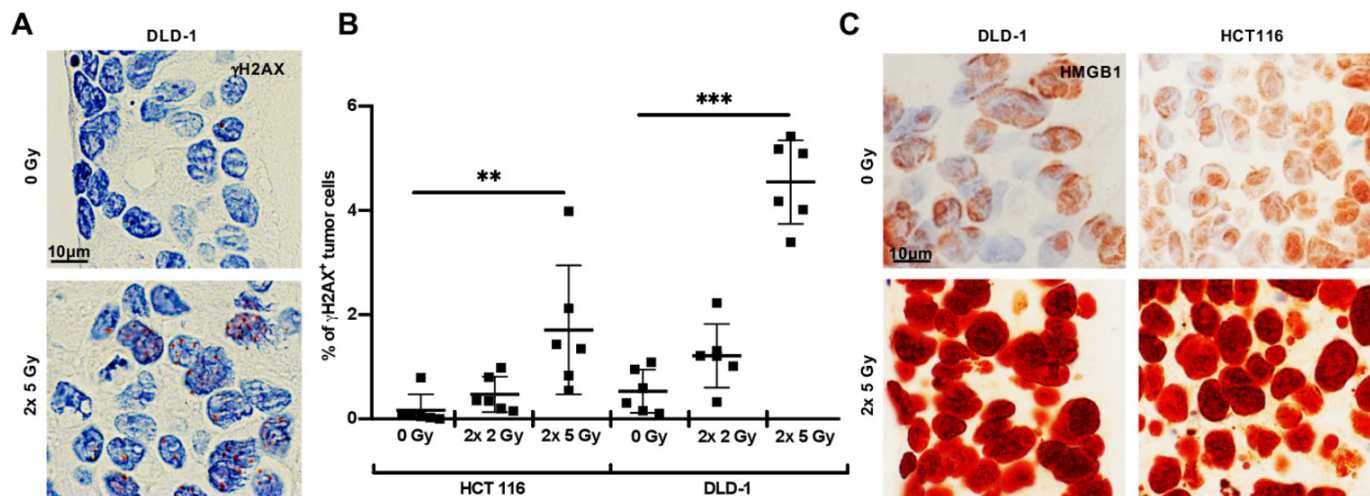 A
DLD-1
γH2AX
0 Gy
10µm
2x 5 Gy
B
% of γH2AX⁺ tumor cells
6
4
2
0
**
***
0 Gy
2x 2 Gy
2x 5 Gy
0 Gy
2x 2 Gy
2x 5 Gy
HCT 116
DLD-1
C
DLD-1
HCT116
HMGB1
0 Gy
10µm
2x 5 Gy